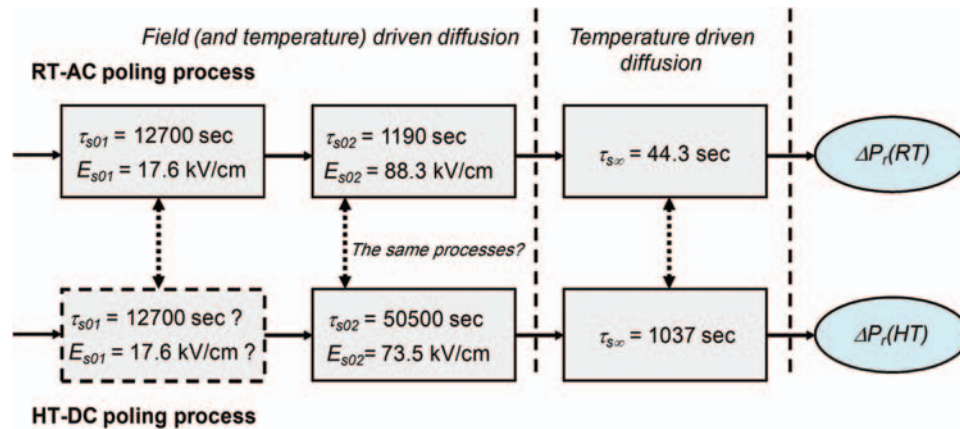 Field (and temperature) driven diffusion
Temperature driven
diffusion
RT-AC poling process
τs01 = 12700 sec
Es01 = 17.6 kV/cm
τs02 = 1190 sec
Es02 = 88.3 kV/cm
τs∞ = 44.3 sec
ΔPr(RT)
The same processes?
τs01 = 12700 sec ?
Es01 = 17.6 kV/cm ?
τs02 = 50500 sec
Es02 = 73.5 kV/cm
τs∞ = 1037 sec
ΔPr(HT)
HT-DC poling process